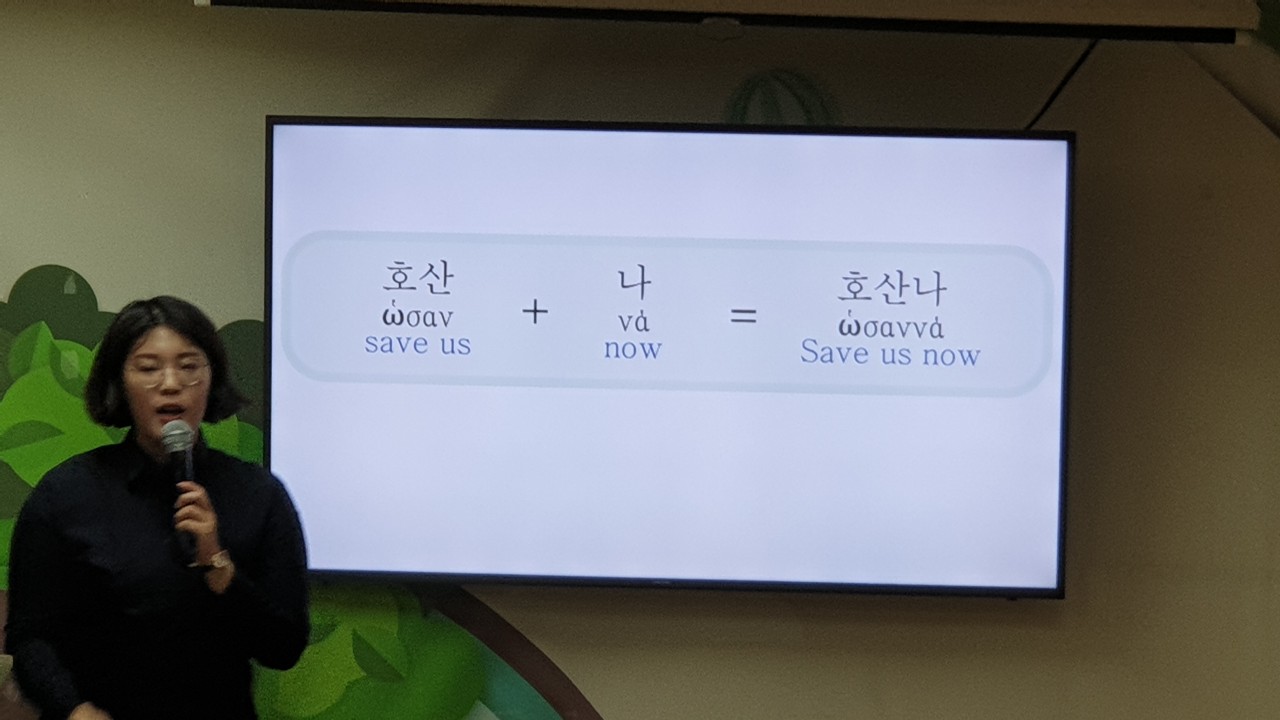 호산 + 나 = 호산나
ὡσαν νά ὡσαννά
save us now Save us now